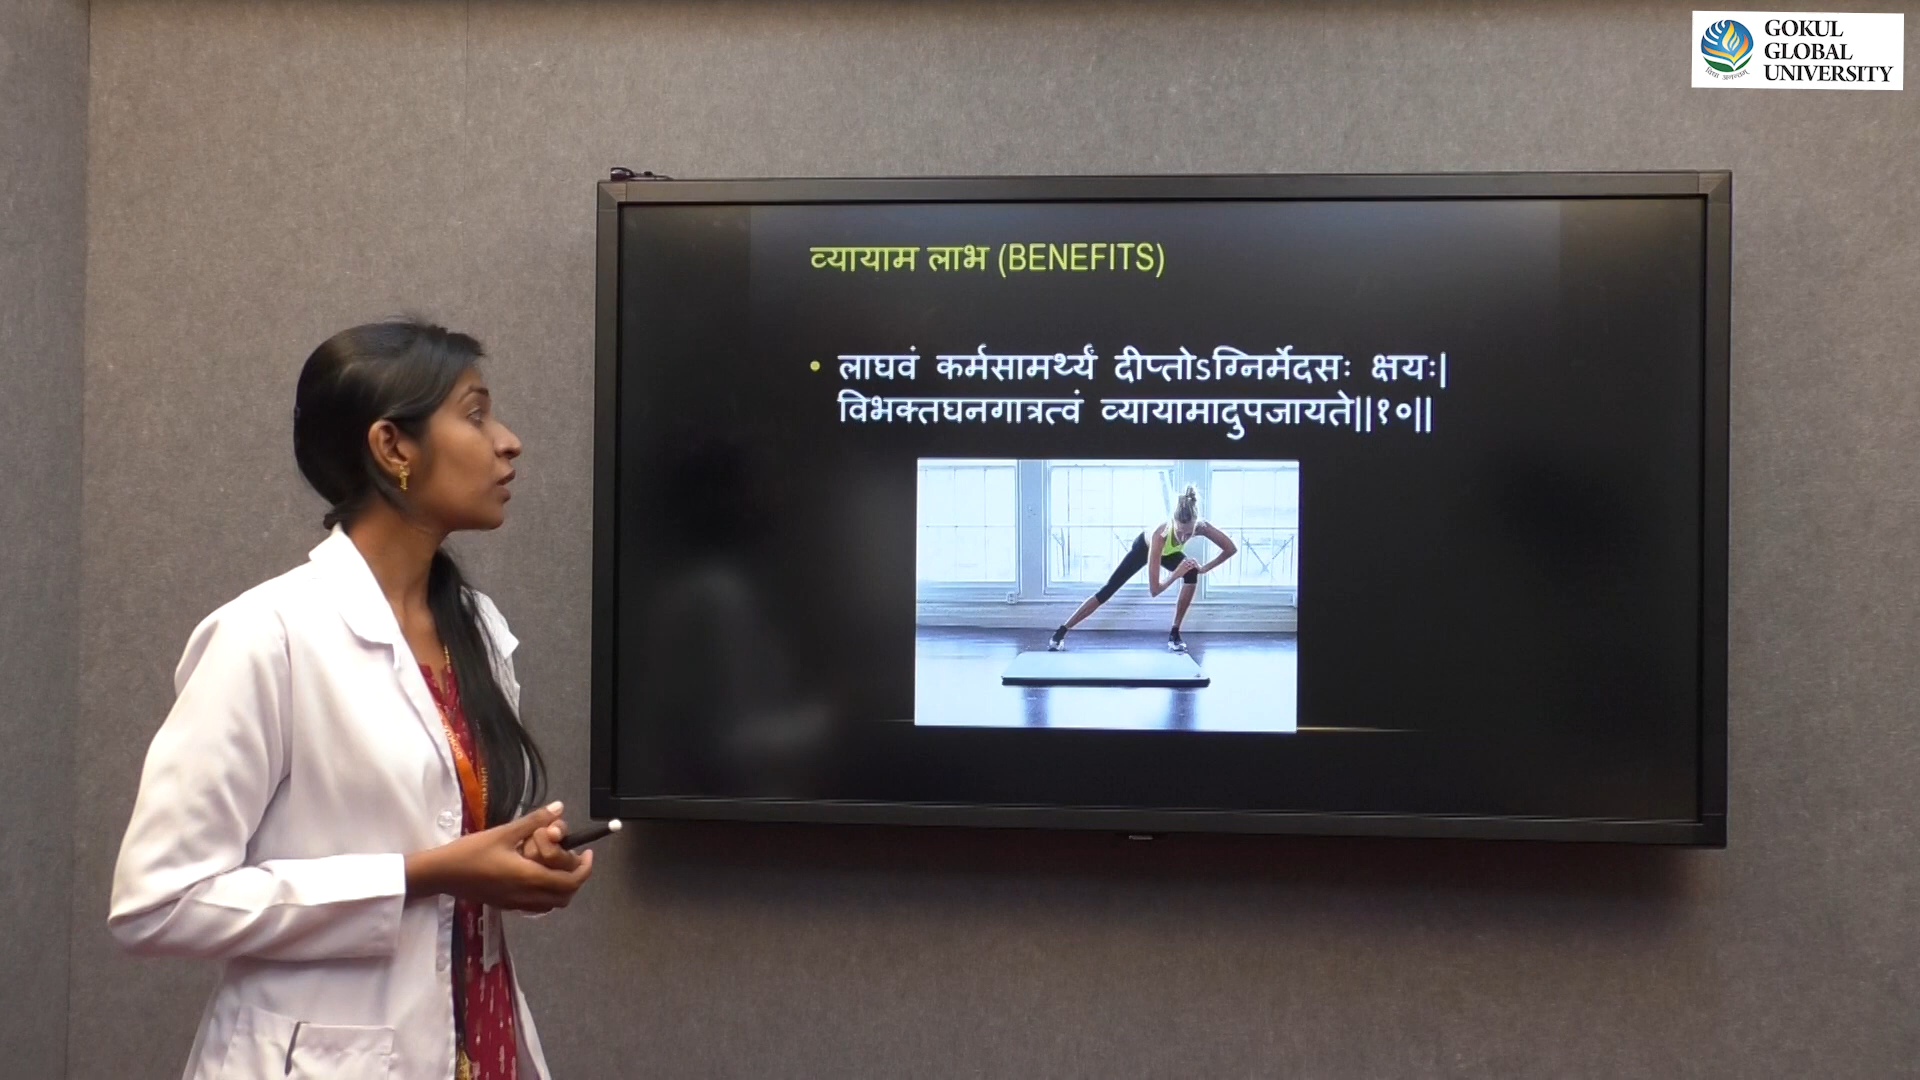 GOKUL
GLOBAL
UNIVERSITY
व्यायाम लाभ (BENEFITS)
• लाघवं कर्मसामर्थ्यं दीप्तोऽग्निर्मेदसः क्षयः|
विभक्तघनगात्रत्वं व्यायामादुपजायते||१०||